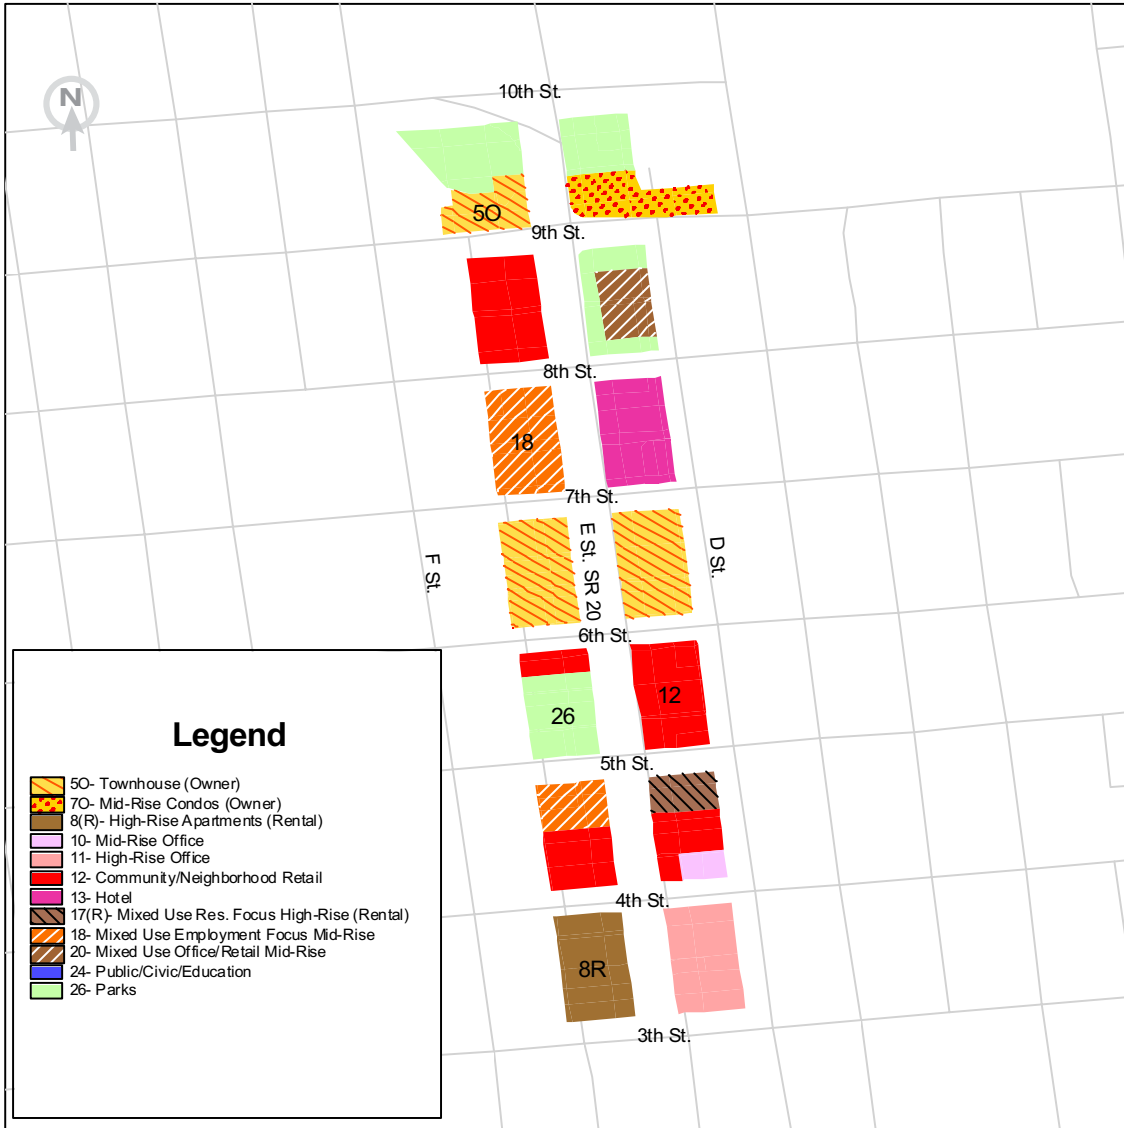 10th St.
N
5O
9th St.
8th St.
18
7th St.
E St. SR 20
F St.
D St.
6th St.
12
26
5th St.
4th St.
8R
3th St.
Legend
5O- Townhouse (Owner)
7O- Mid-Rise Condos (Owner)
8(R)- High-Rise Apartments (Rental)
10- Mid-Rise Office
11- High-Rise Office
12- Community/Neighborhood Retail
13- Hotel
17(R)- Mixed Use Res. Focus High-Rise (Rental)
18- Mixed Use Employment Focus Mid-Rise
20- Mixed Use Office/Retail Mid-Rise
24- Public/Civic/Education
26- Parks